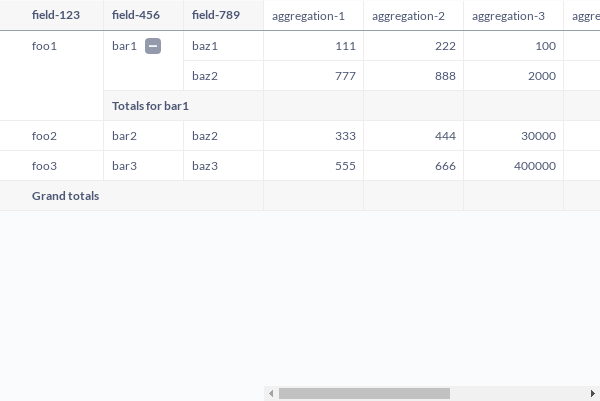 field-123 field-456 field-789 aggregation-1 aggregation-2 aggregation-3 aggre
foo1 bar1 baz1 111 222 100
baz2 777 888 2000
Totals for bar1
foo2 bar2 baz2 333 444 30000
foo3 bar3 baz3 555 666 400000
Grand totals